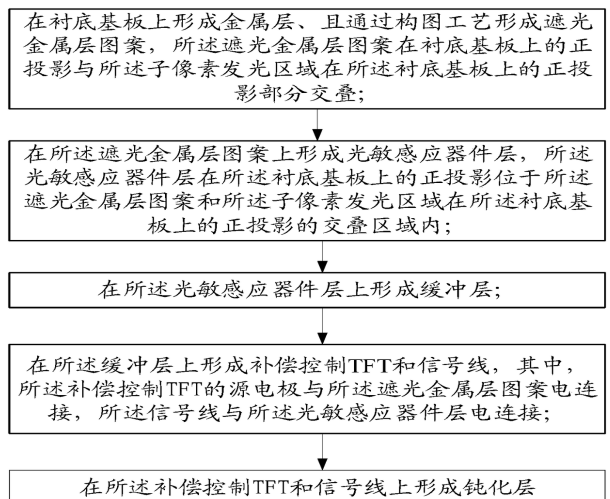 在衬底基板上形成金属层、且通过构图工艺形成遮光
金属层图案，所述遮光金属层图案在衬底基板上的正
投影与所述子像素发光区域在所述衬底基板上的正投
影部分交叠；
在所述遮光金属层图案上形成光敏感应器件层，所述
光敏感应器件层在所述衬底基板上的正投影位于所述
遮光金属层图案和所述子像素发光区域在所述衬底基
板上的正投影的交叠区域内；
在所述光敏感应器件层上形成缓冲层；
在所述缓冲层上形成补偿控制TFT和信号线，其中，
所述补偿控制TFT的源电极与所述遮光金属层图案电连
接，所述信号线与所述光敏感应器件层电连接；
在所述补偿控制TFT和信号线上形成钝化层